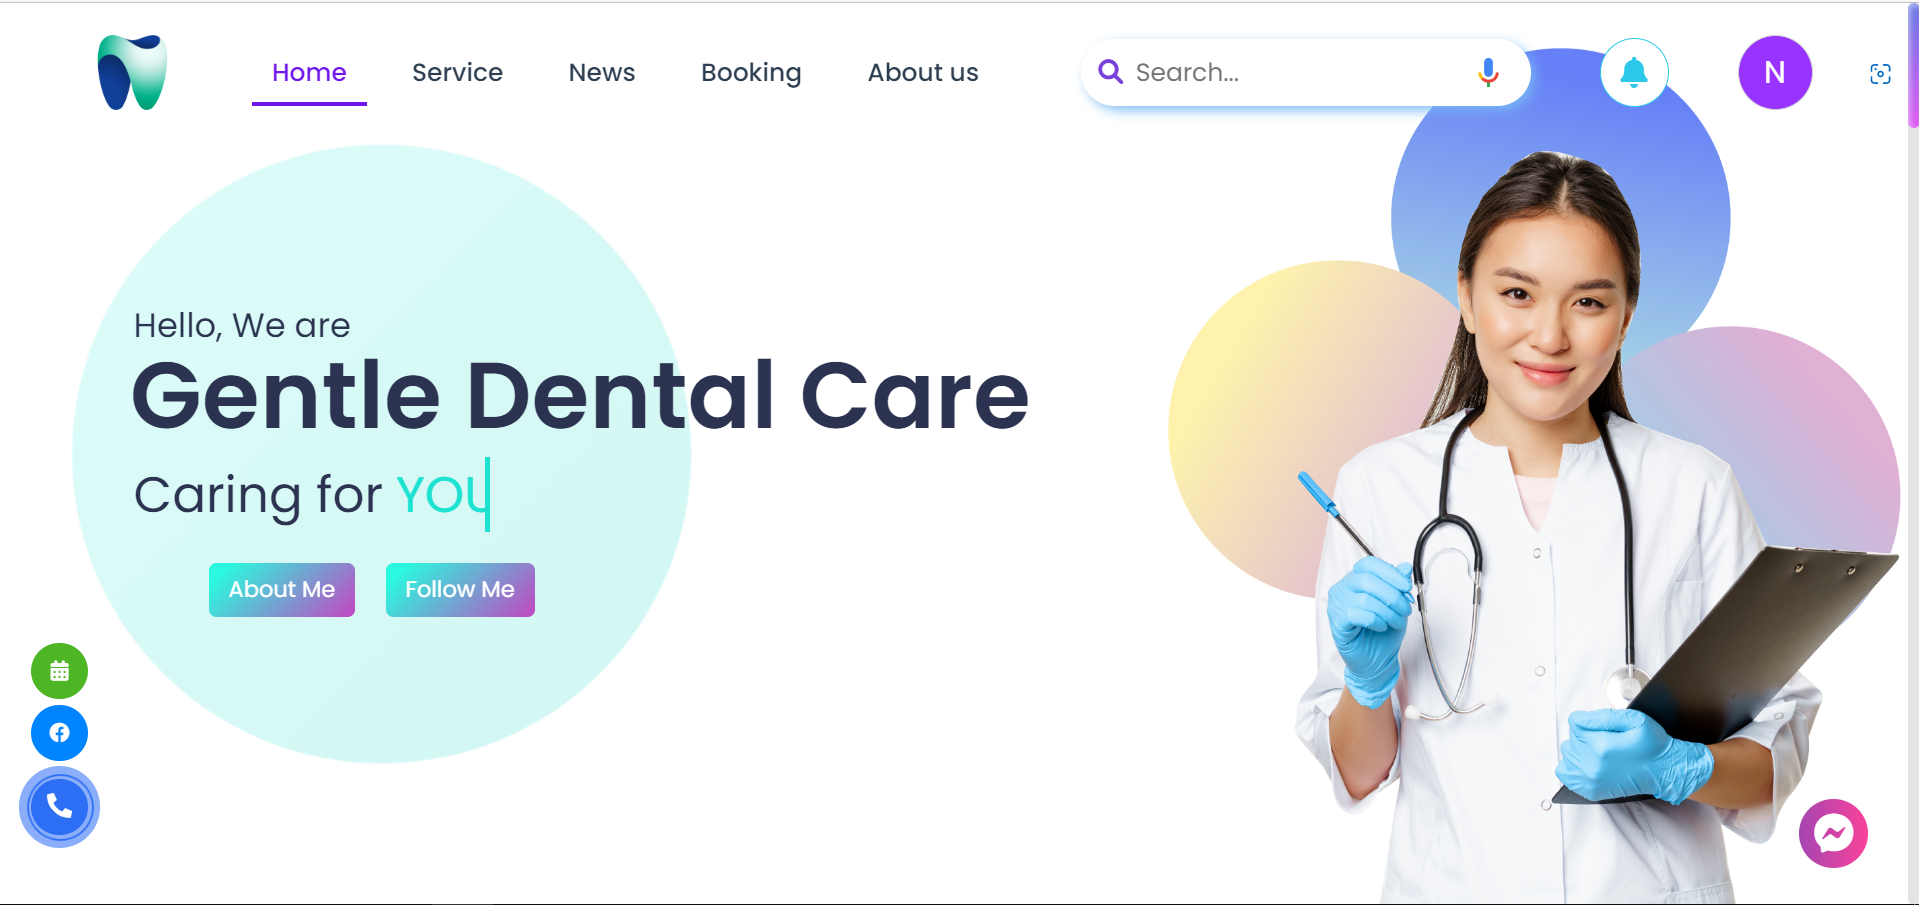 Home Service News Booking About us Search... N
Hello, We are
Gentle Dental Care
Caring for YOU
About Me Follow Me